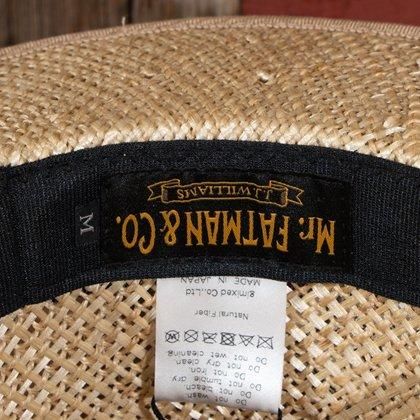 Mr. FATMAN & CO.
J.J.WILLIAMS
M
Do not wash.
Do not bleach.
Do not tumble dry.
Do not iron.
Do not dry clean.
Do not wet cleaning.
Natural Fiber
gimixed Co.,Ltd
MADE IN JAPAN